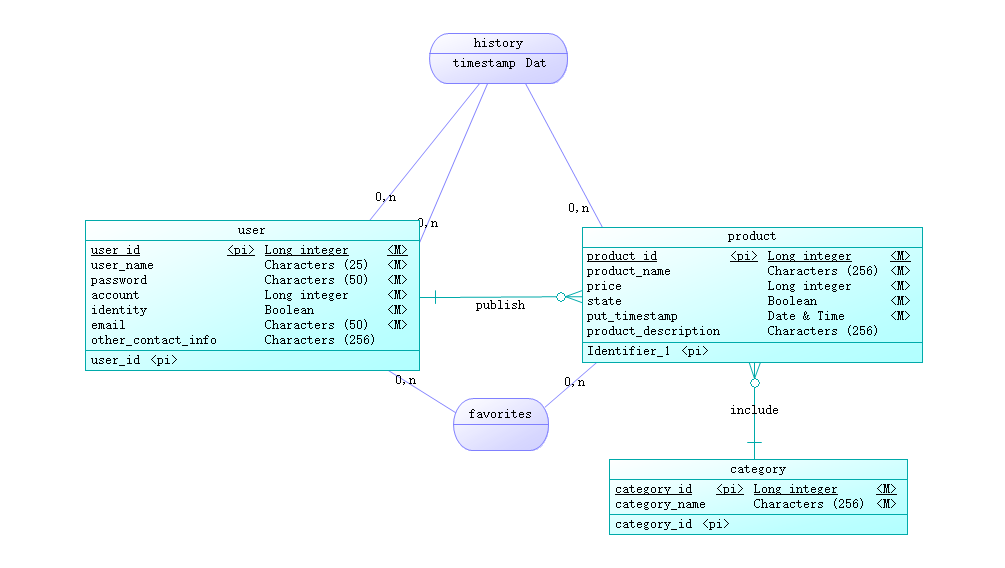 history
timestamp Dat
0,n
0,n
0,n
user
user_id <pi> Long integer <M>
user_name Characters (25) <M>
password Characters (50) <M>
account Long integer <M>
identity Boolean <M>
email Characters (50) <M>
other_contact_info Characters (256)
user_id <pi>
publish
product
product_id <pi> Long integer <M>
product_name Characters (256) <M>
price Long integer <M>
state Boolean <M>
put_timestamp Date & Time <M>
product_description Characters (256)
Identifier_1 <pi>
0,n
0,n
favorites
include
category
category_id <pi> Long integer <M>
category_name Characters (256) <M>
category_id <pi>